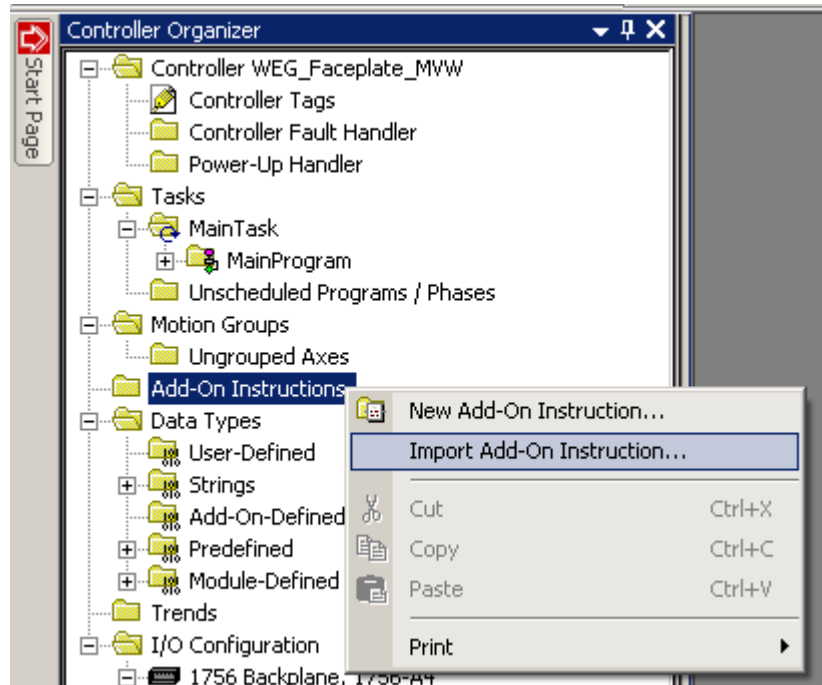 Controller Organizer
Start Page
Controller WEG_Faceplate_MVW
Controller Tags
Controller Fault Handler
Power-Up Handler
Tasks
MainTask
MainProgram
Unscheduled Programs / Phases
Motion Groups
Ungrouped Axes
Add-On Instructions
Data Types
User-Defined
Strings
Add-On-Defined
Predefined
Module-Defined
Trends
I/O Configuration
1756 Backplane, 1756-A4
New Add-On Instruction...
Import Add-On Instruction...
Cut Ctrl+X
Copy Ctrl+C
Paste Ctrl+V
Print